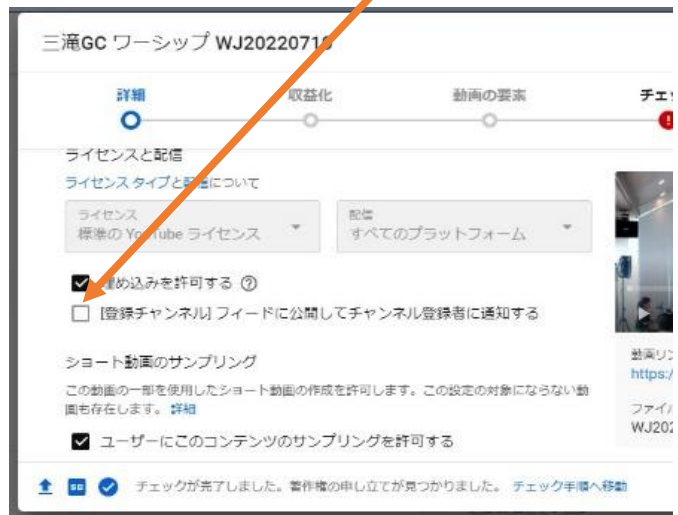 三滝GC ワーシップ WJ20220710
詳細
収益化
動画の要素
チェッ
ライセンスと配信
ライセンス タイプと配信について
ライセンス
標準の YouTube ライセンス
配信
すべてのプラットフォーム
埋め込みを許可する
[登録チャンネル] フィードに公開してチャンネル登録者に通知する
ショート動画のサンプリング
この動画の一部を使用したショート動画の作成を許可します。この設定の対象にならない動
画も存在します。 詳細
ユーザーにこのコンテンツのサンプリングを許可する
動画リン
https:/
ファイル
WJ202
SD チェックが完了しました。著作権の申し立てが見つかりました。 チェック手順へ移動